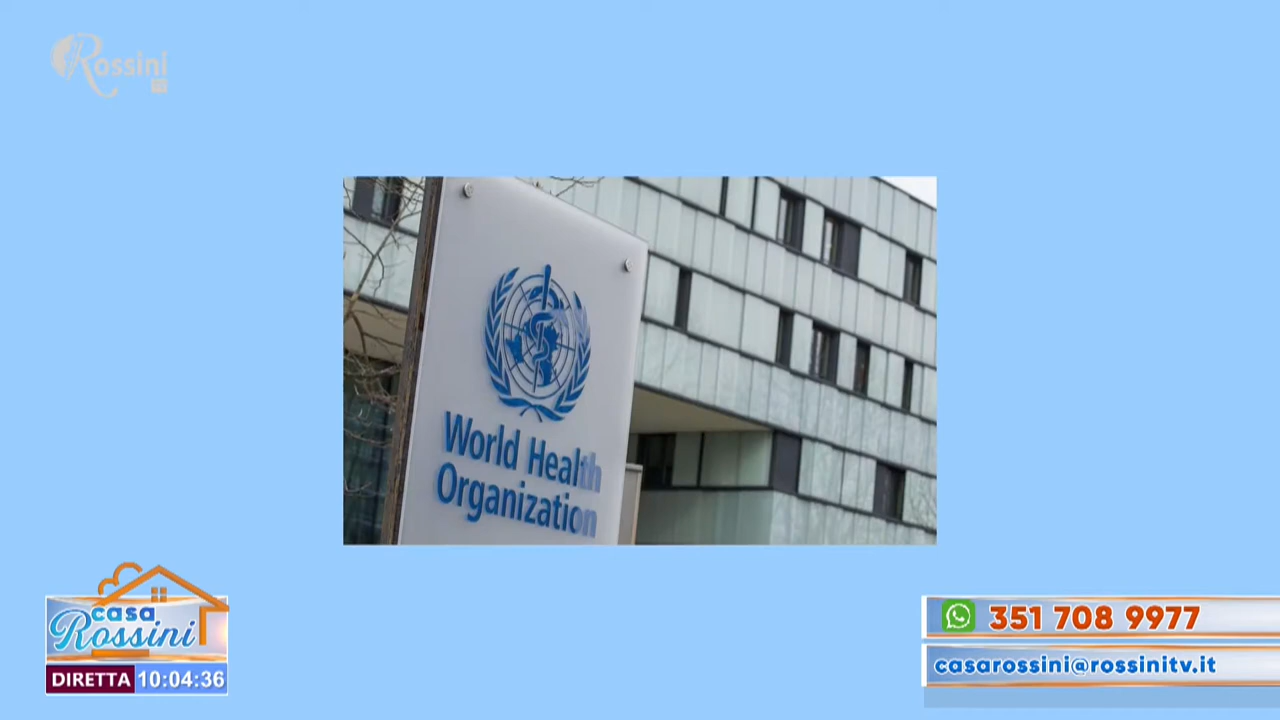 Rossini
World Health
Organization
casa
Rossini
DIRETTA 10:04:36
351 708 9977
casarossini@rossinitv.it